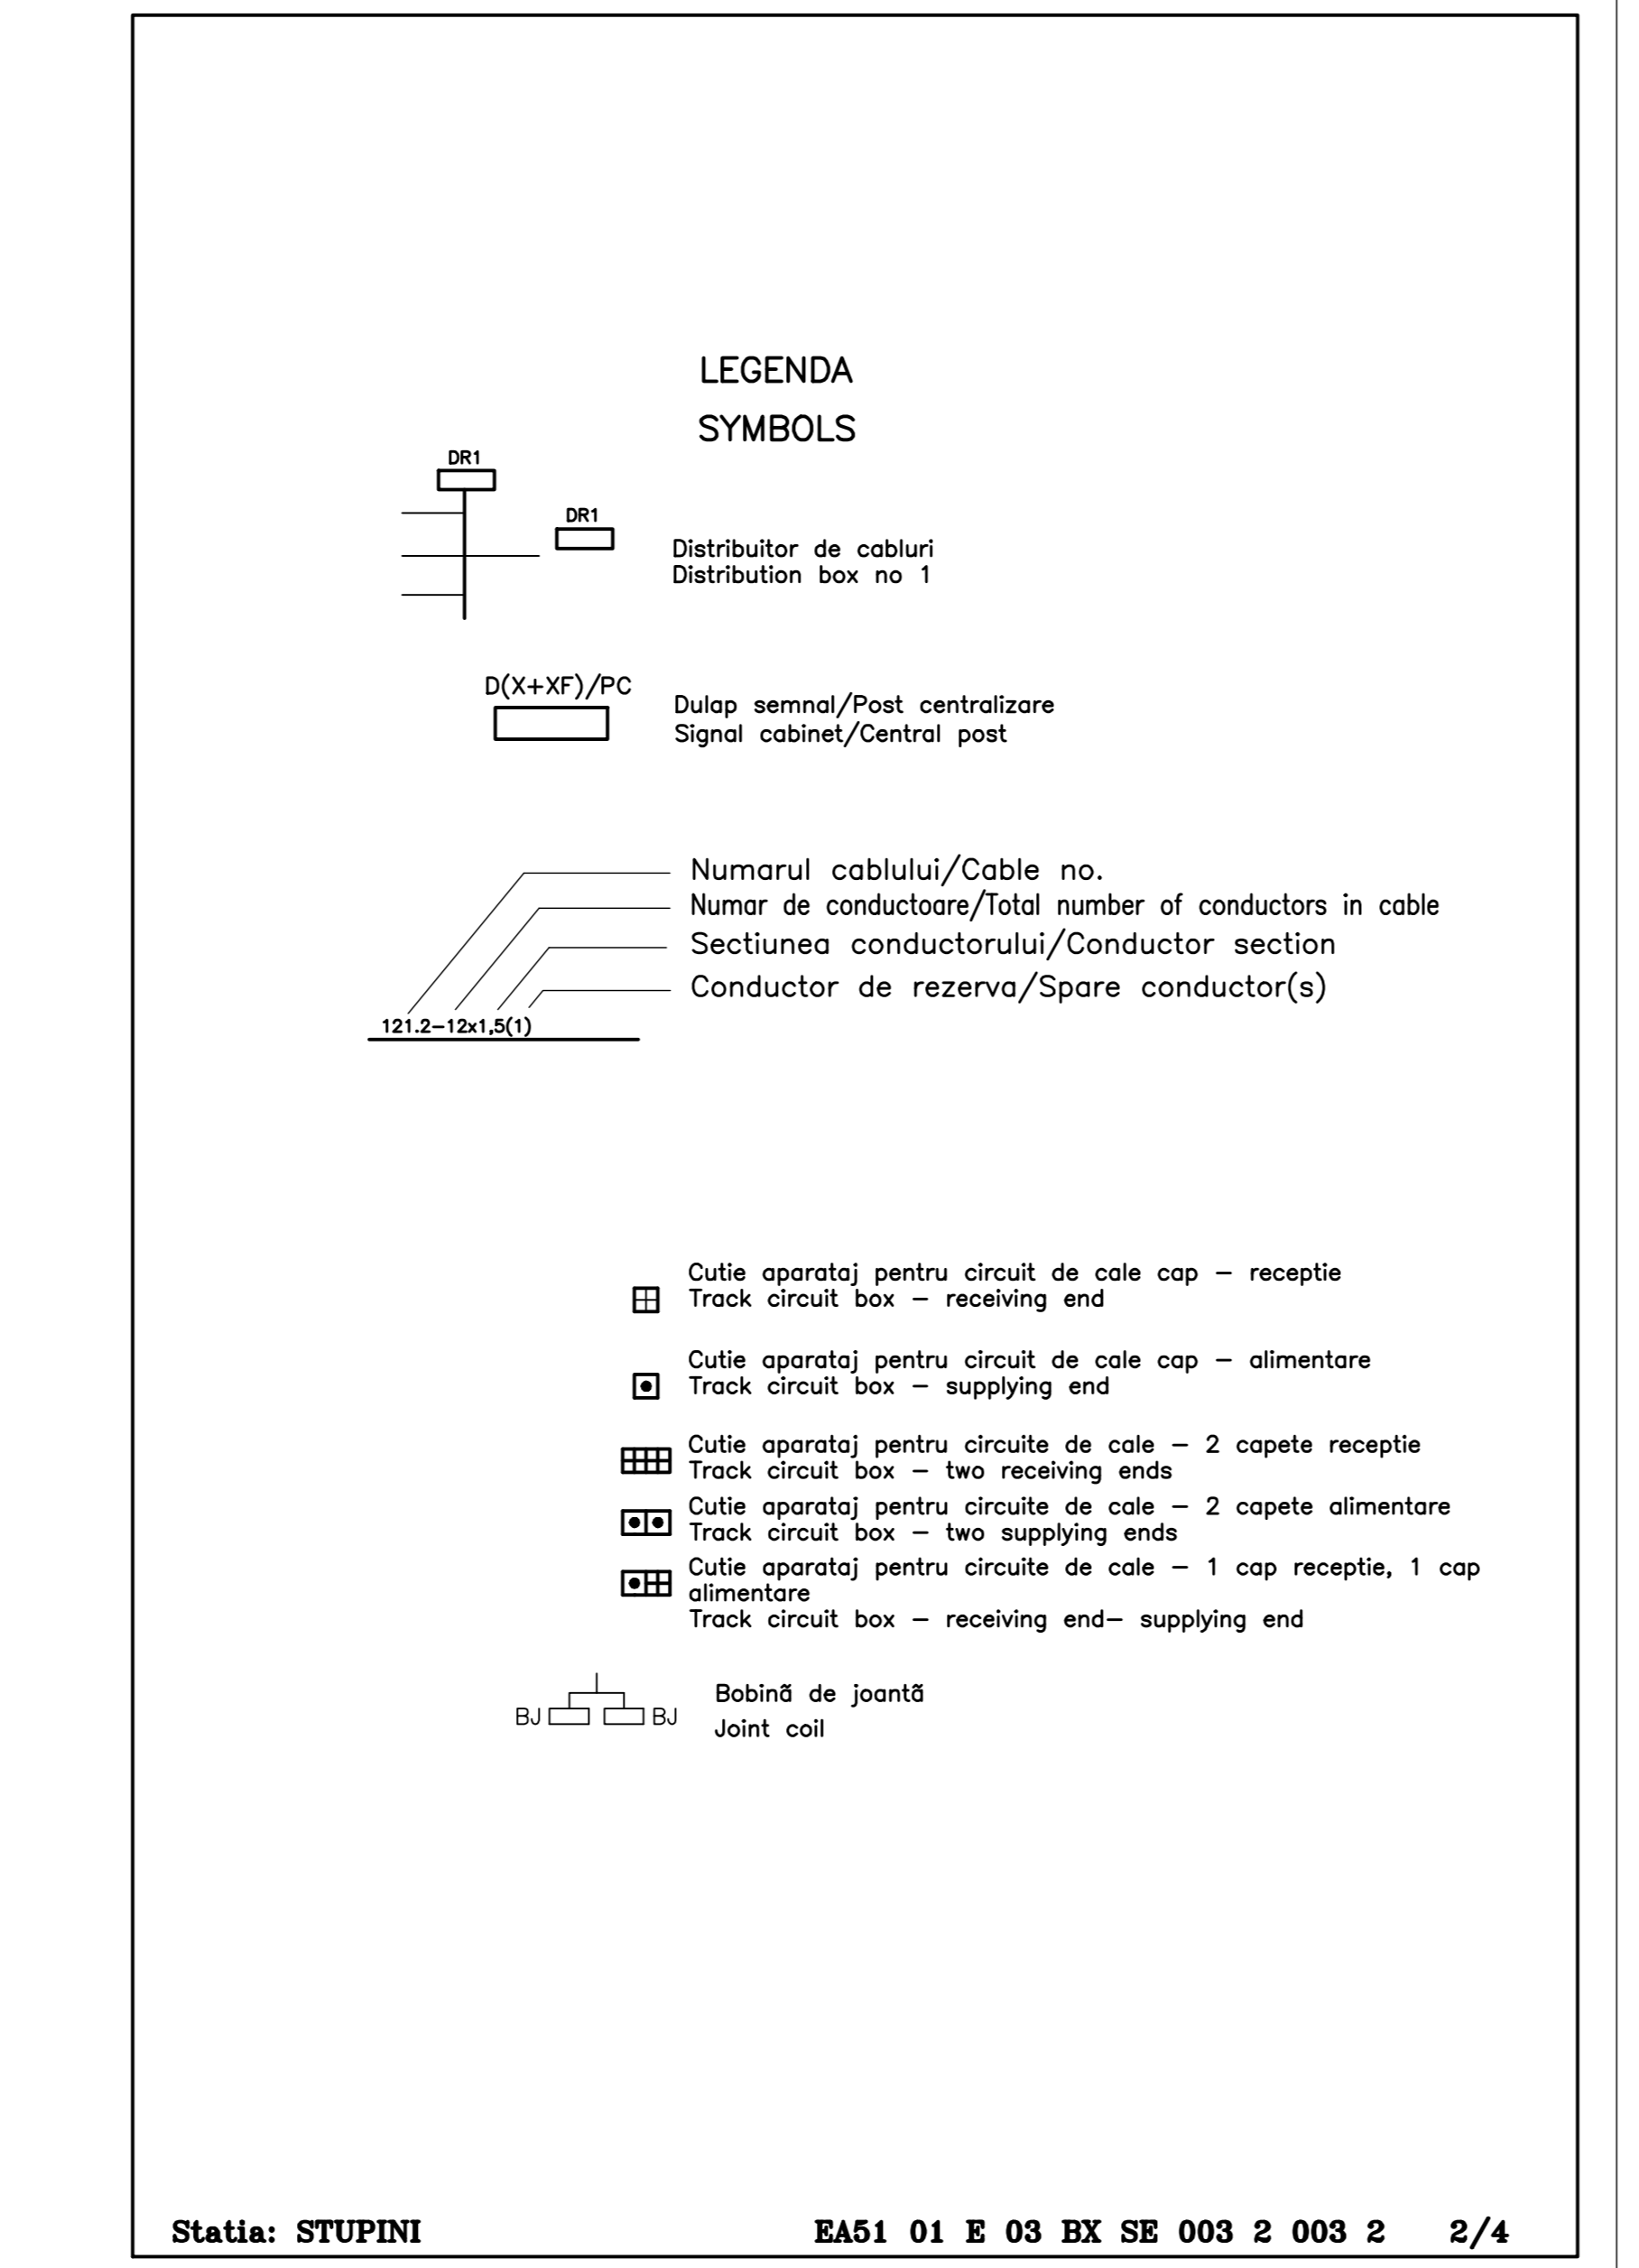 LEGENDA
SYMBOLS
DR1
DR1
Distribuitor de cabluri
Distribution box no 1
D(X+XF)/PC
Dulap semnal/Post centralizare
Signal cabinet/Central post
Numarul cablului/Cable no.
Numar de conductoare/Total number of conductors in cable
Sectiunea conductorului/Conductor section
Conductor de rezerva/Spare conductor(s)
121.2-12x1,5(1)
Cutie aparataj pentru circuit de cale cap - receptie
Track circuit box - receiving end
Cutie aparataj pentru circuit de cale cap - alimentare
Track circuit box - supplying end
Cutie aparataj pentru circuite de cale - 2 capete receptie
Track circuit box - two receiving ends
Cutie aparataj pentru circuite de cale - 2 capete alimentare
Track circuit box - two supplying ends
Cutie aparataj pentru circuite de cale - 1 cap receptie, 1 cap
alimentare
Track circuit box - receiving end- supplying end
BJ BJ
Bobinã de joantã
Joint coil
Statia: STUPINI EA51 01 E 03 BX SE 003 2 003 2 2/4